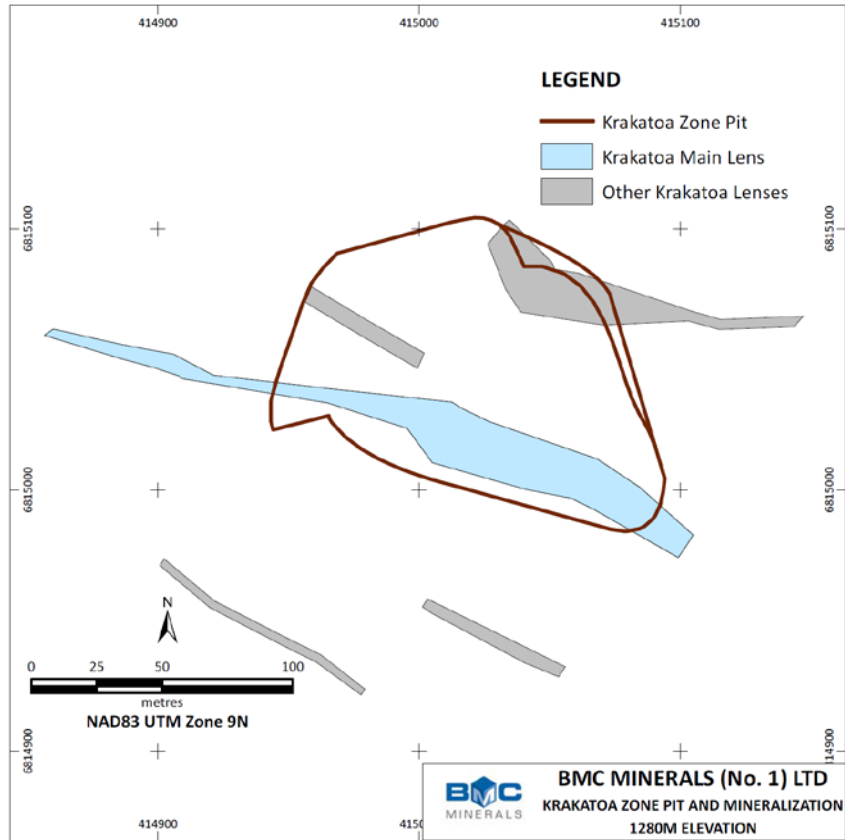 414900
415000
415100
LEGEND
Krakatoa Zone Pit
Krakatoa Main Lens
Other Krakatoa Lenses
6815100
6815100
6815000
6815000
N
0 25 50 100
metres
NAD83 UTM Zone 9N
6814900
6814900
BMC
MINERALS
BMC MINERALS (No. 1) LTD
KRAKATOA ZONE PIT AND MINERALIZATION
1280M ELEVATION
414900